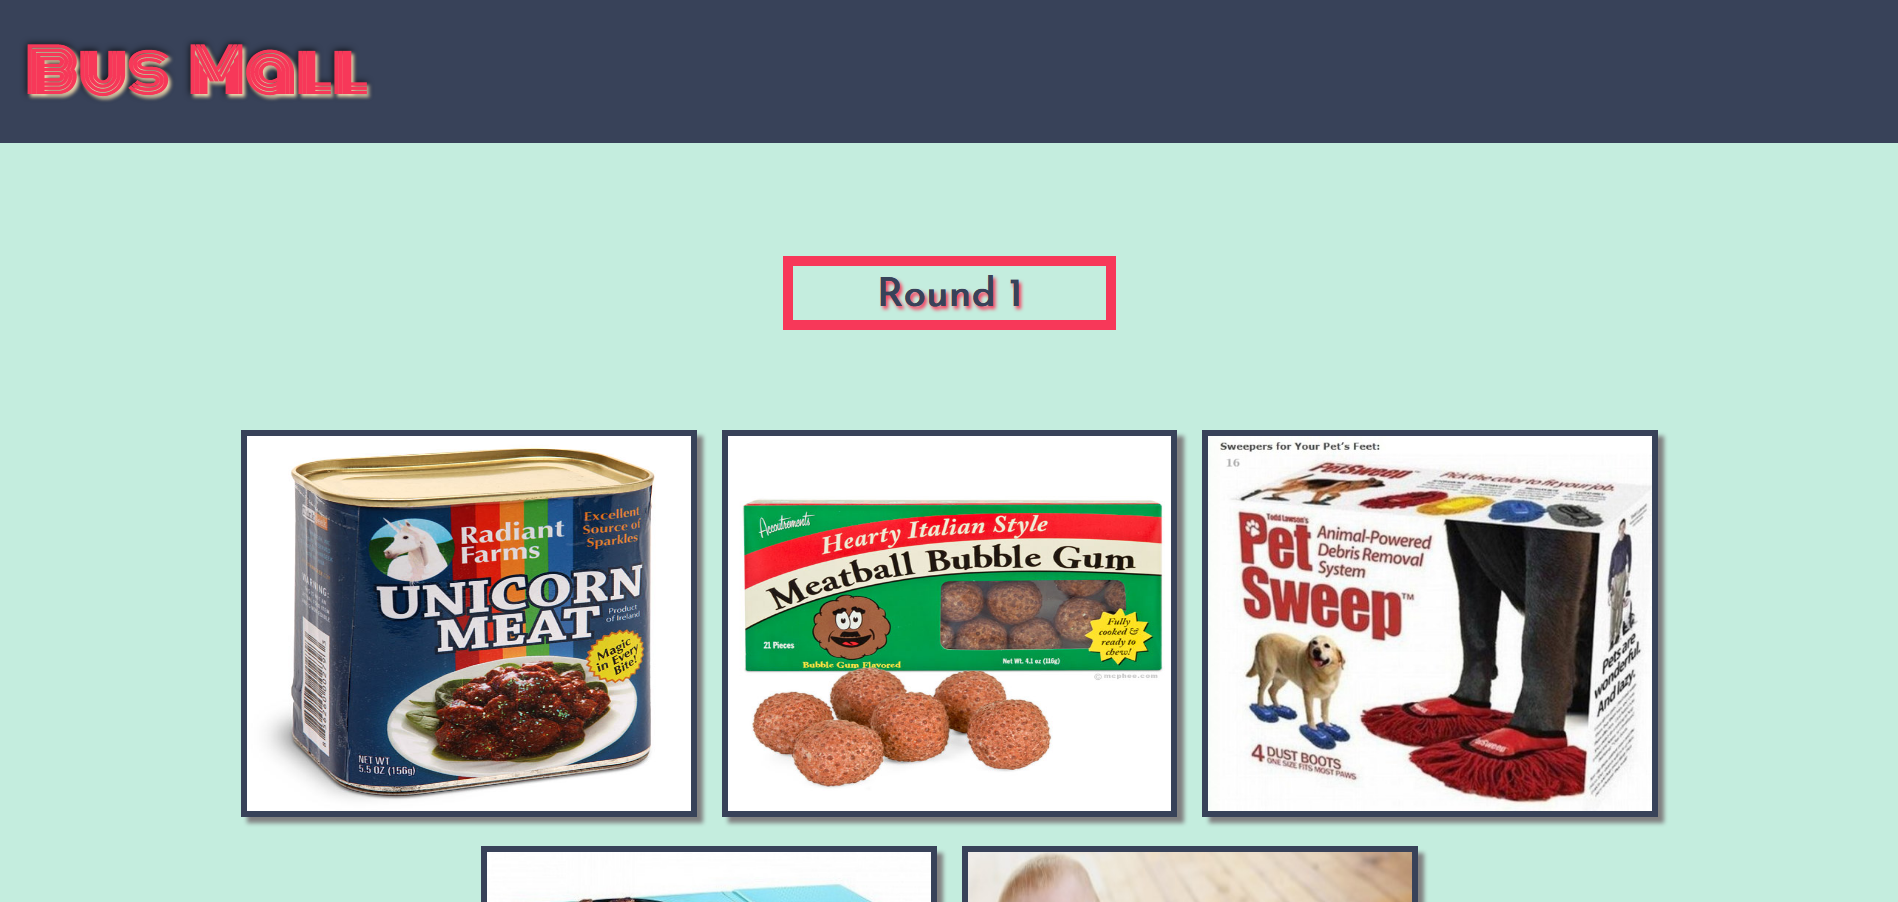 Bus Mall
Round 1
Radiant
Farms
Excellent
Source of
Sparkles
UNICORN
MEAT
Product
of Ireland
Magic
in Every
Bite!
WARNING:
NET WT
5.5 OZ (156g)
Accoutrements
Hearty Italian Style
Meatball Bubble Gum
21 Pieces
Bubble Gum Flavored
Net Wt. 4.1 oz (116g)
Fully
cooked &
ready to
chew!
© mcphee.com
Sweepers for Your Pet's Feet:
16
PetSweep™
Pick the color to fit your job.
Todd Lawson's
Pet
Sweep™
Animal-Powered
Debris Removal
System
4 DUST BOOTS
ONE SIZE FITS MOST PAWS
PetSweep
Pets are
wonderful.
And lazy.